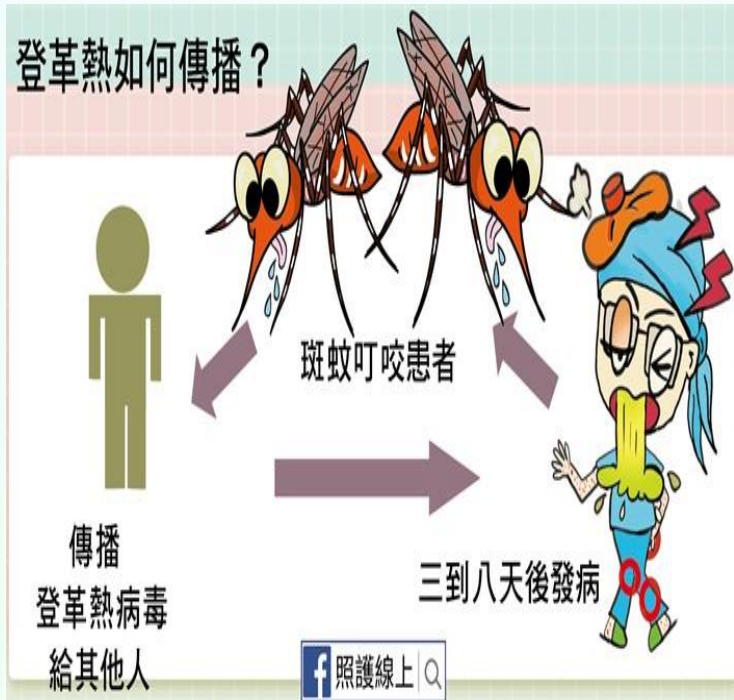 登革熱如何傳播？
斑蚊叮咬患者
傳播
登革熱病毒
給其他人
三到八天後發病
f 照護線上